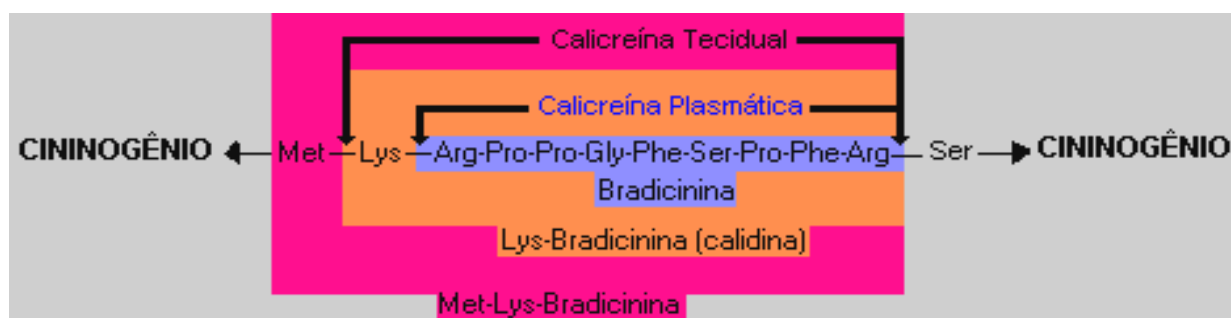 Calicreína Tecidual
Calicreína Plasmática
CININOGÊNIO Met Lys Arg-Pro-Pro-Gly-Phe-Ser-Pro-Phe-Arg Ser CININOGÊNIO
Bradicinina
Lys-Bradicinina (calidina)
Met-Lys-Bradicinina